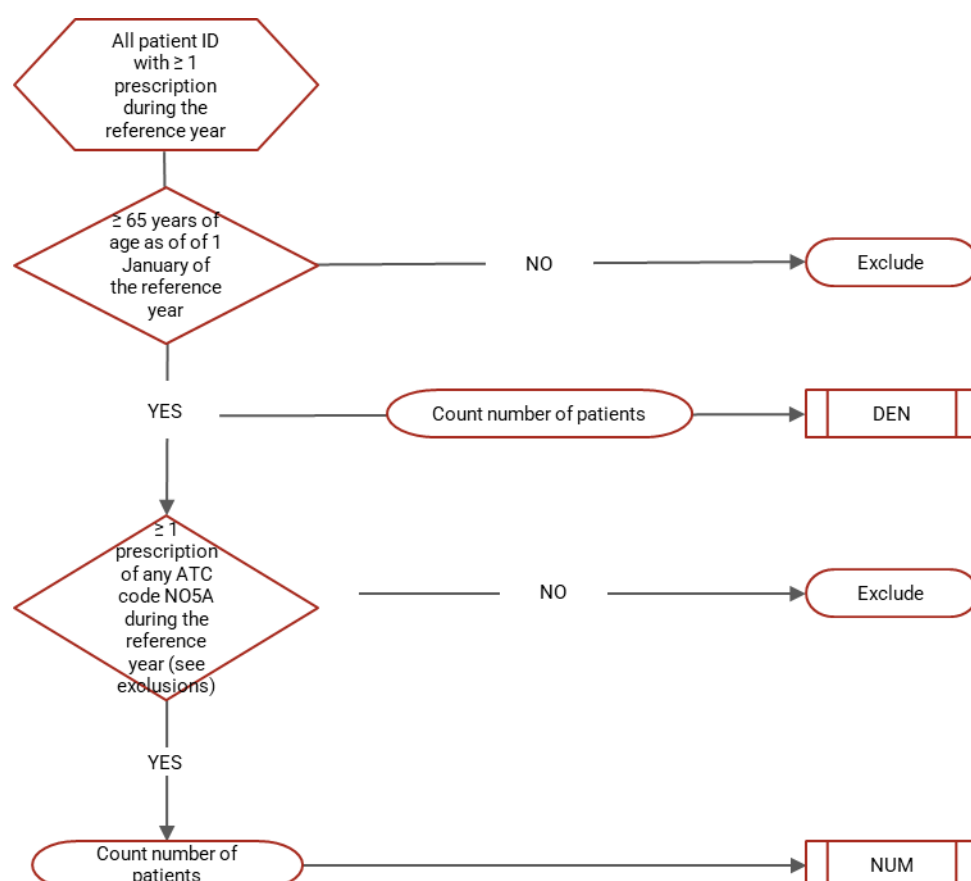 All patient ID
with ≥ 1
prescription
during the
reference year
≥ 65 years of
age as of of 1
January of
the reference
year
NO
Exclude
YES
Count number of patients
DEN
≥ 1
prescription
of any ATC
code NO5A
during the
reference
year (see
exclusions)
NO
Exclude
YES
Count number of
patients
NUM